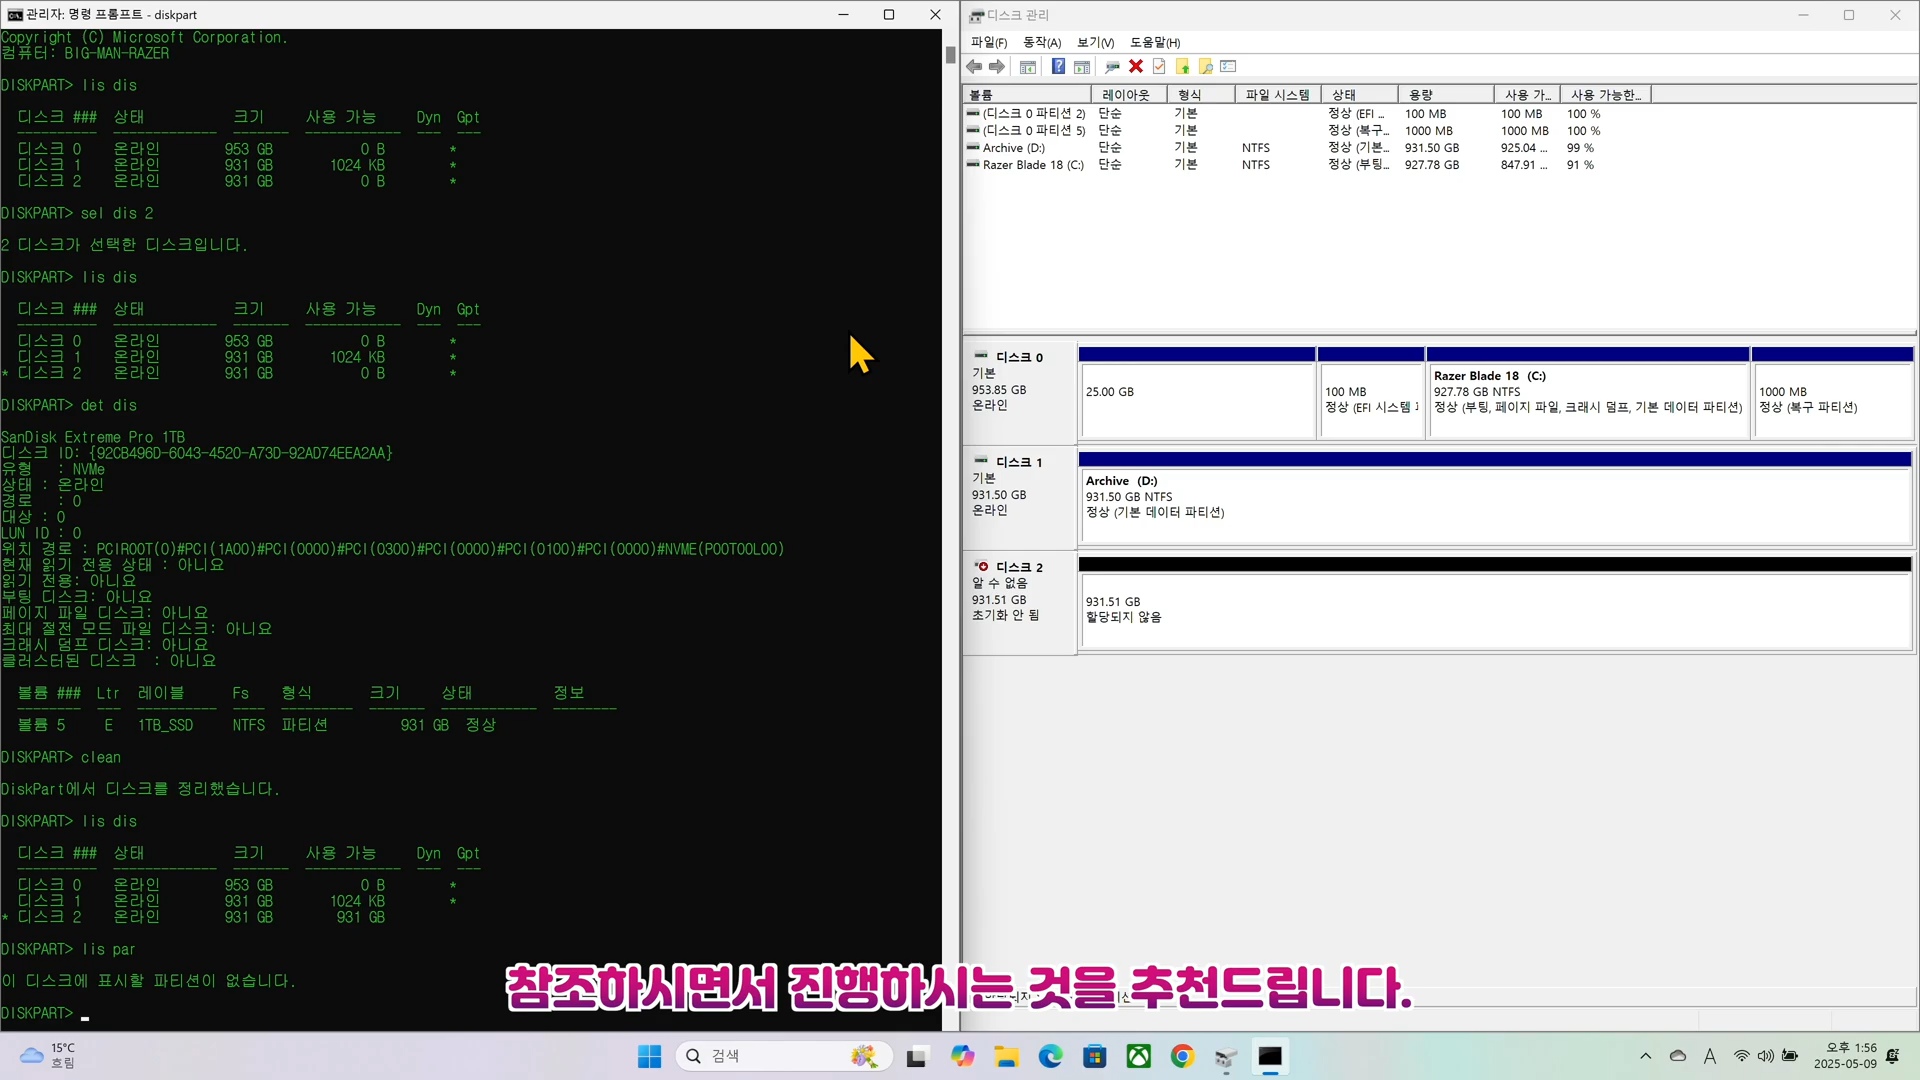 관리자: 명령 프롬프트 - diskpart
Copyright (C) Microsoft Corporation.
컴퓨터: BIG-MAN-RAZER
DISKPART> lis dis
디스크 ### 상태 크기 사용 가능 Dyn Gpt
디스크 0 온라인 953 GB 0 B *
디스크 1 온라인 931 GB 1024 KB *
디스크 2 온라인 931 GB 0 B *
DISKPART> sel dis 2
2 디스크가 선택한 디스크입니다.
DISKPART> lis dis
디스크 ### 상태 크기 사용 가능 Dyn Gpt
디스크 0 온라인 953 GB 0 B *
디스크 1 온라인 931 GB 1024 KB *
* 디스크 2 온라인 931 GB 0 B *
DISKPART> det dis
SanDisk Extreme Pro 1TB
디스크 ID: {92CB496D-6043-4520-A73D-92AD74EEA2AA}
유형 : NVMe
상태 : 온라인
경로 : 0
대상 : 0
LUN ID : 0
위치 경로 : PCIROOT(0)#PCI(1A00)#PCI(0000)#PCI(0300)#PCI(0000)#PCI(0100)#PCI(0000)#NVME(P00T00L00)
현재 읽기 전용 상태 : 아니요
읽기 전용: 아니요
부팅 디스크: 아니요
페이지 파일 디스크: 아니요
최대 절전 모드 파일 디스크: 아니요
크래시 덤프 디스크: 아니요
클러스터된 디스크 : 아니요
볼륨 ### Ltr 레이블 Fs 형식 크기 상태 정보
볼륨 5 E 1TB_SSD NTFS 파티션 931 GB 정상
DISKPART> clean
DiskPart에서 디스크를 정리했습니다.
DISKPART> lis dis
디스크 ### 상태 크기 사용 가능 Dyn Gpt
디스크 0 온라인 953 GB 0 B *
디스크 1 온라인 931 GB 1024 KB *
* 디스크 2 온라인 931 GB 931 GB
DISKPART> lis par
이 디스크에 표시할 파티션이 없습니다.
DISKPART>
디스크 관리
파일(F) 동작(A) 보기(V) 도움말(H)
볼륨 레이아웃 형식 파일 시스템 상태 용량 사용 가... 사용 가능한...
(디스크 0 파티션 2) 단순 기본 정상 (EFI ... 100 MB 100 MB 100 %
(디스크 0 파티션 5) 단순 기본 정상 (복구... 1000 MB 1000 MB 100 %
Archive (D:) 단순 기본 NTFS 정상 (기본... 931.50 GB 925.04 ... 99 %
Razer Blade 18 (C:) 단순 기본 NTFS 정상 (부팅... 927.78 GB 847.91 ... 91 %
디스크 0
기본
953.85 GB
온라인
25.00 GB
100 MB
정상 (EFI 시스템
Razer Blade 18 (C:)
927.78 GB NTFS
정상 (부팅, 페이지 파일, 크래시 덤프, 기본 데이터 파티션)
1000 MB
정상 (복구 파티션)
디스크 1
기본
931.50 GB
온라인
Archive (D:)
931.50 GB NTFS
정상 (기본 데이터 파티션)
디스크 2
알 수 없음
931.51 GB
초기화 안 됨
931.51 GB
할당되지 않음
참조하시면서 진행하시는 것을 추천드립니다.
15°C
흐림
검색
A
오후 1:56
2025-05-09